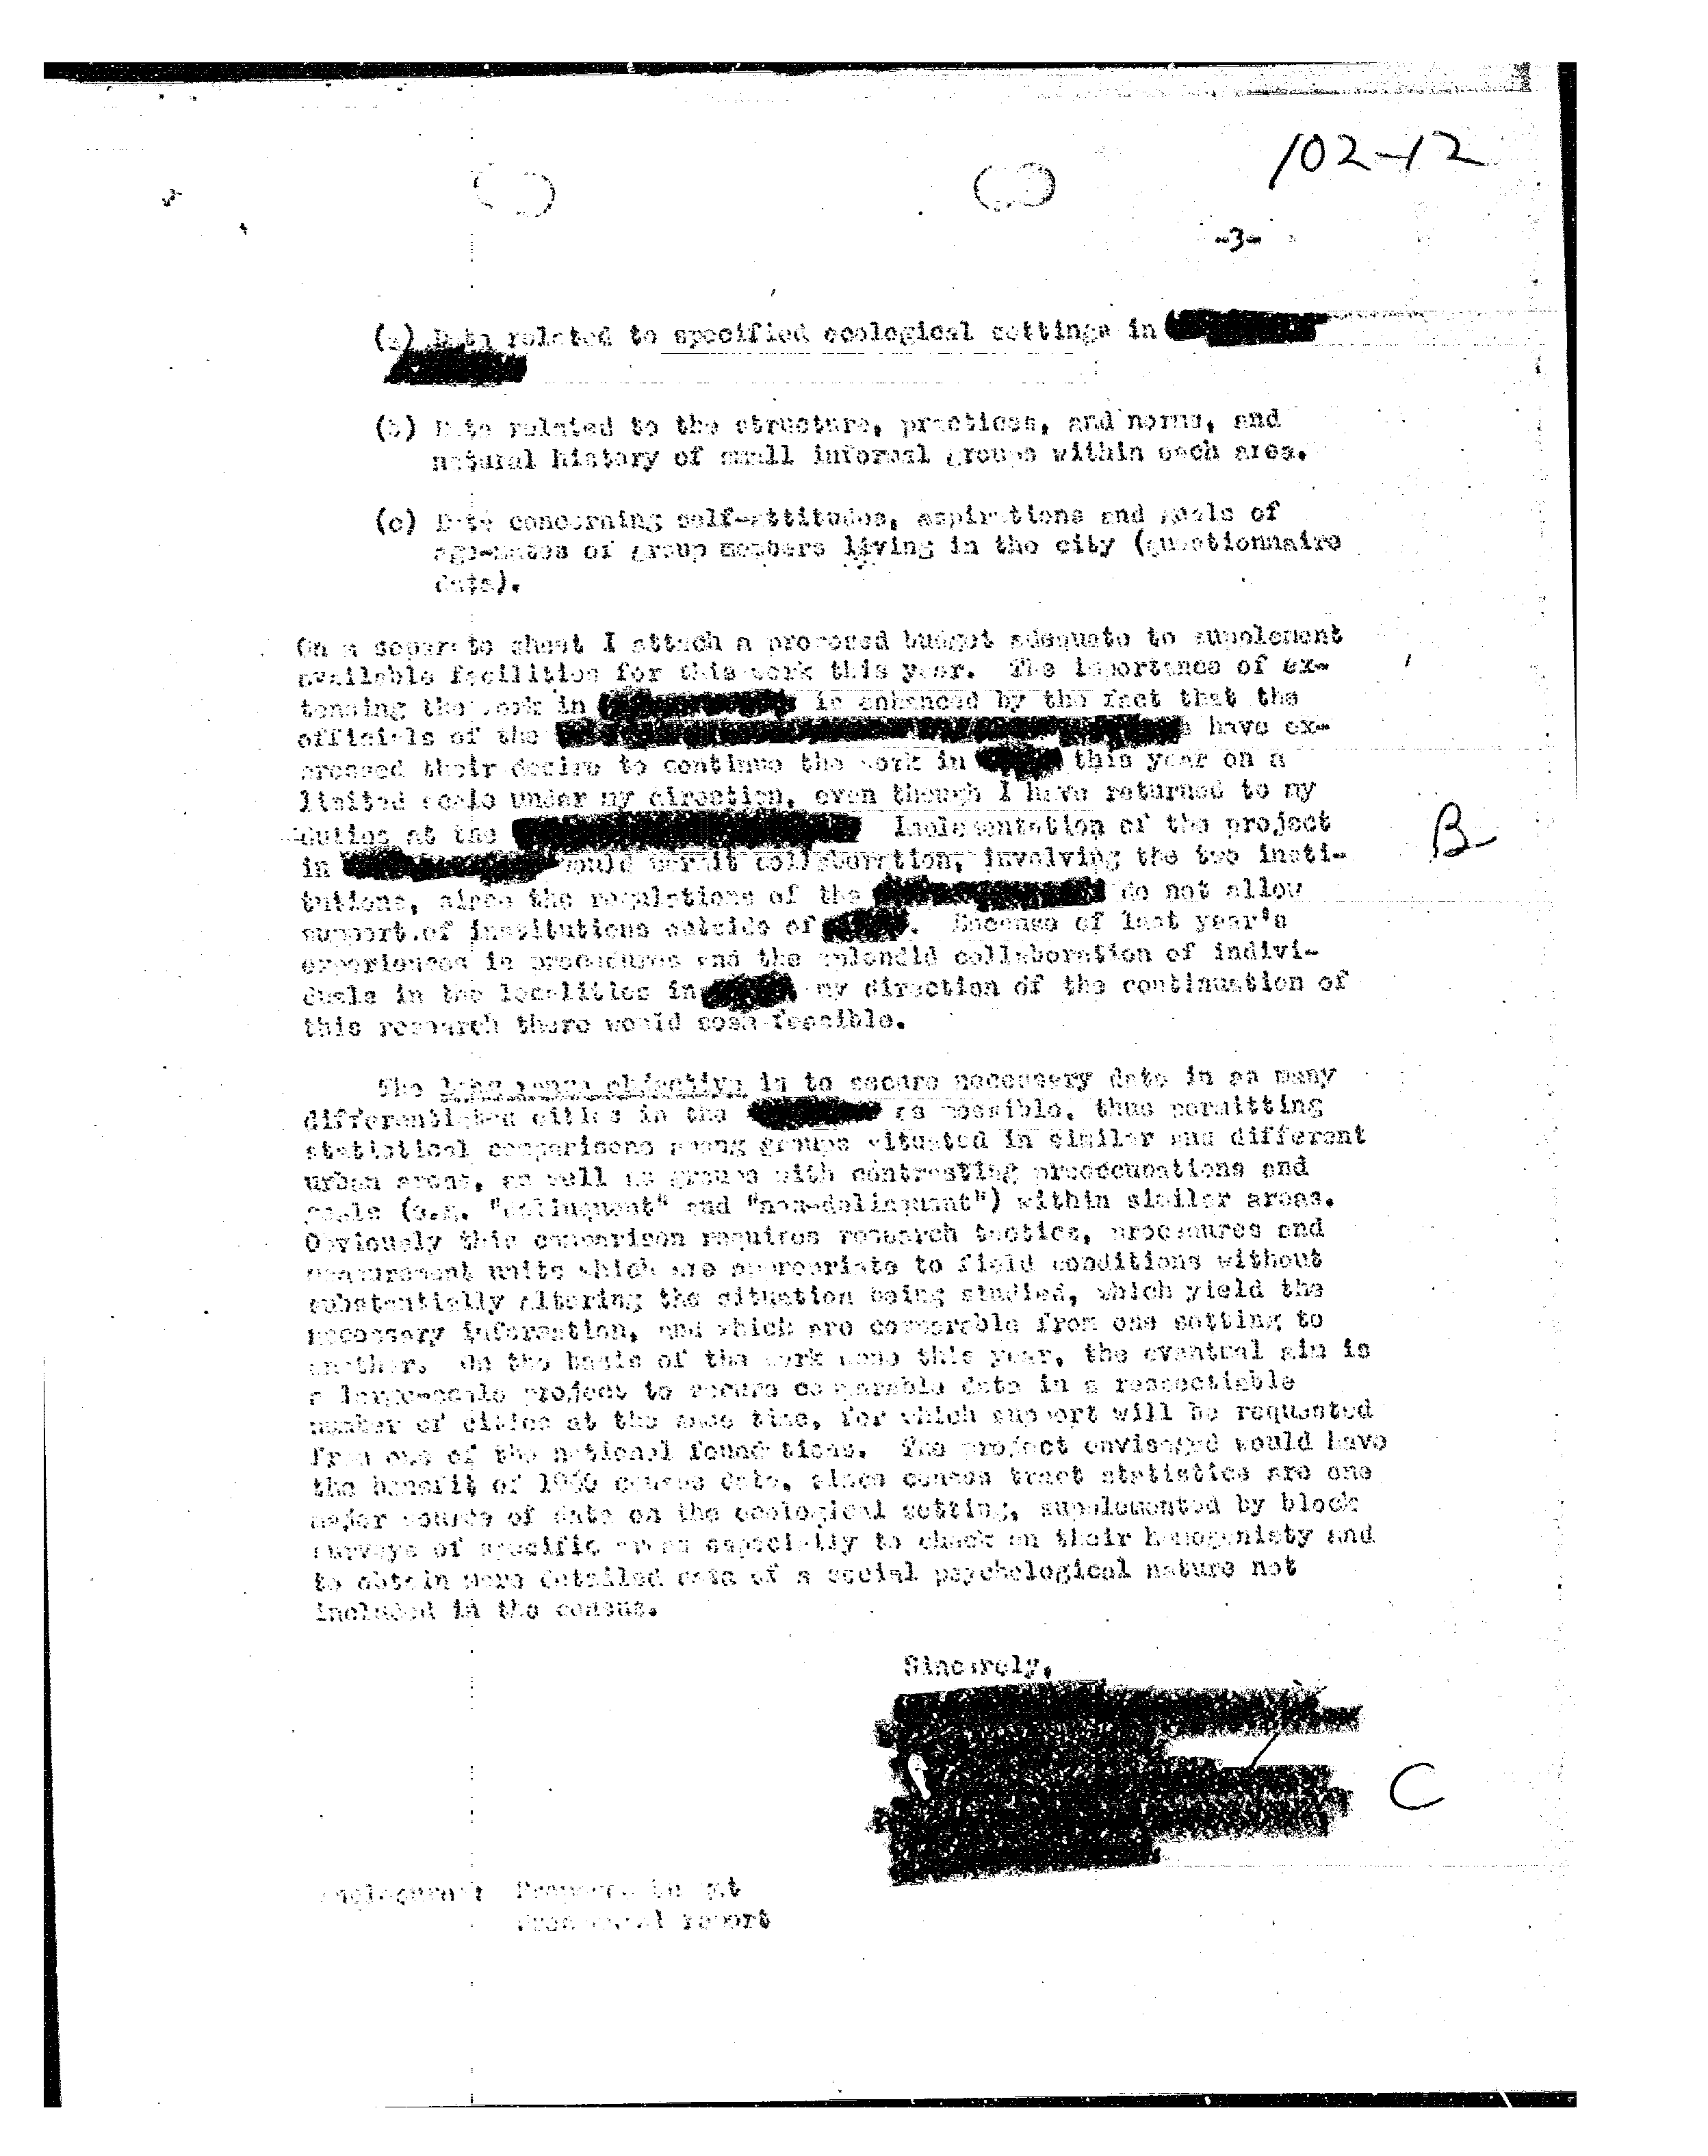 102-12
-3-
(a) Data related to specified ecological settings in
(b) Data related to the structure, practices, and norms, and
natural history of small informal groups within each area.
(c) Data concerning self-attitudes, aspirations and goals of
age-mates of group members living in the city (questionnaire
data).
On a separate sheet I attach a proposed budget adequate to supplement
available facilities for this work this year. The importance of ex-
tending the work in is enhanced by the fact that the
officials of the have ex-
pressed their desire to continue the work in this year on a
limited scale under my direction, even though I have returned to my
duties at the Implementation of the project
in would permit collaboration, involving the two insti-
tutions, since the regulations of the do not allow
support of institutions outside of . Because of last year's
experiences in procedures and the splendid collaboration of indivi-
duals in the localities in my direction of the continuation of
this research there would seem feasible.
The long range objective is to secure necessary data in as many
differentiated cities in the as possible, thus permitting
statistical comparisons among groups situated in similar and different
urban areas, as well as groups with contrasting preoccupations and
goals (e.g. "delinquent" and "non-delinquent") within similar areas.
Obviously this comparison requires research tactics, procedures and
measurement units which are appropriate to field conditions without
substantially altering the situation being studied, which yield the
necessary information, and which are comparable from one setting to
another. On the basis of the work done this year, the eventual aim is
a large-scale project to secure comparable data in a respectable
number of cities at the same time, for which support will be requested
from one of the national foundations. The project envisaged would have
the benefit of 1960 census data, since census tract statistics are one
major source of data on the ecological setting, supplemented by block
surveys of specific areas especially to check on their homogeniety and
to obtain more detailed data of a social psychological nature not
included in the census.
B
Sincerely,
C
Enclosures: Proposed budget
report